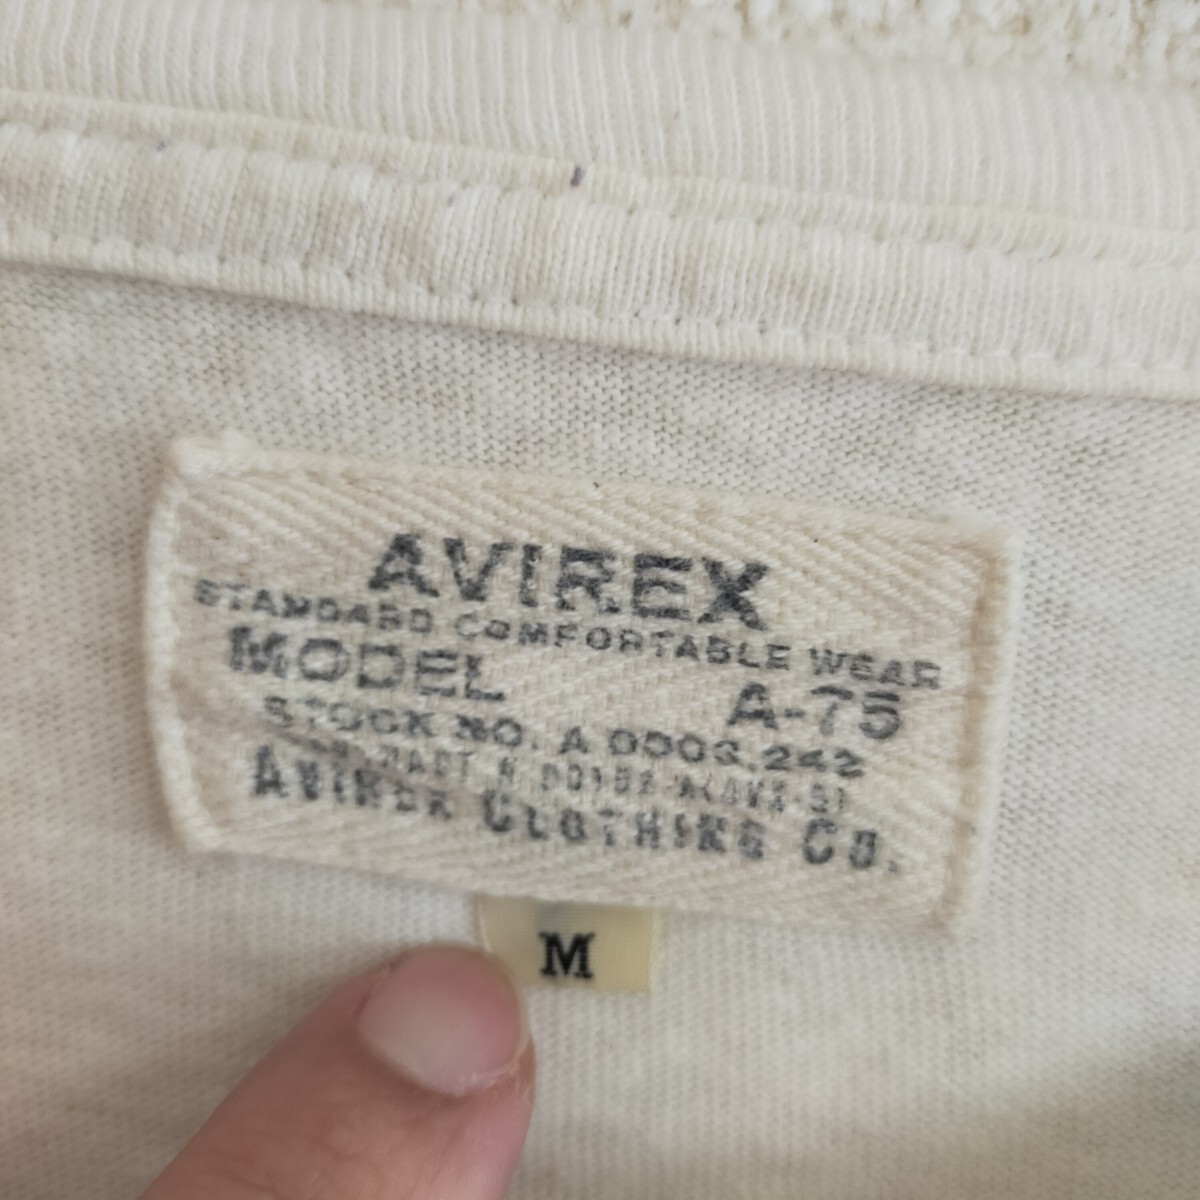 AVIREX
STANDARD COMFORTABLE WEAR
MODEL A-75
STOCK NO. A 0003.242
AVIREX CLOTHING CO.
M